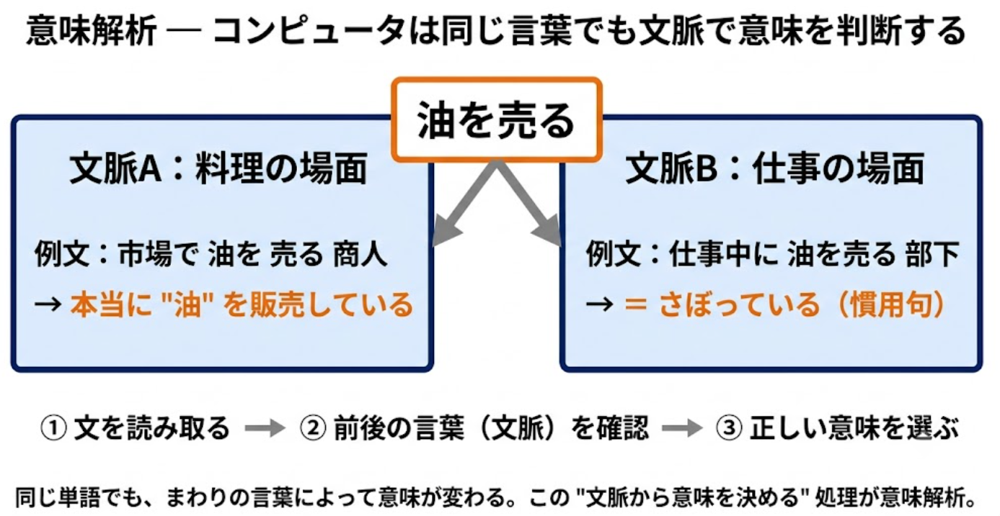 意味解析 — コンピュータは同じ言葉でも文脈で意味を判断する
油を売る
文脈A：料理の場面
例文：市場で 油を 売る 商人
→ 本当に "油" を販売している
文脈B：仕事の場面
例文：仕事中に 油を売る 部下
→ ＝ さぼっている（慣用句）
① 文を読み取る → ② 前後の言葉（文脈）を確認 → ③ 正しい意味を選ぶ
同じ単語でも、まわりの言葉によって意味が変わる。この "文脈から意味を決める" 処理が意味解析。